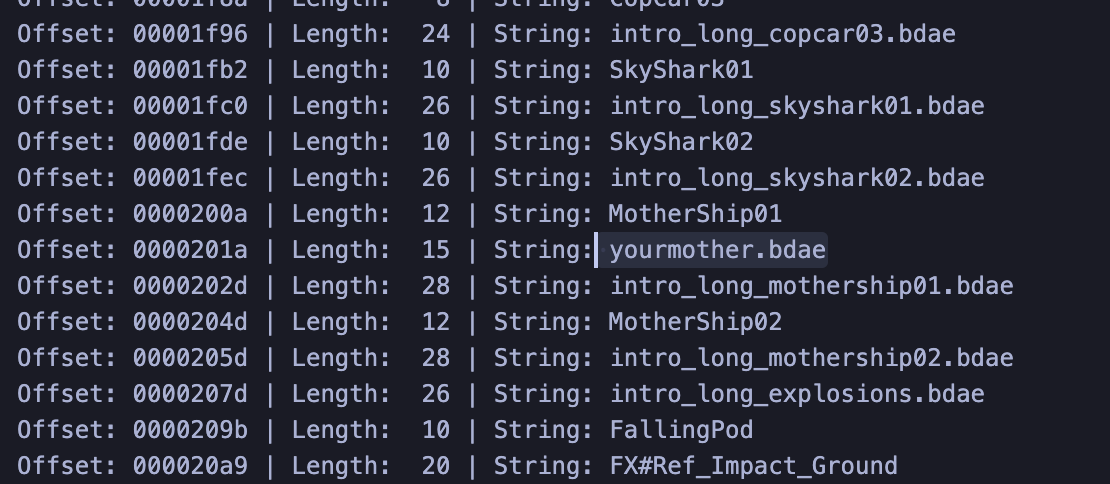 Offset: 00001f8a | Length:  8 | String: CopCar03
Offset: 00001f96 | Length:  24 | String: intro_long_copcar03.bdae
Offset: 00001fb2 | Length:  10 | String: SkyShark01
Offset: 00001fc0 | Length:  26 | String: intro_long_skyshark01.bdae
Offset: 00001fde | Length:  10 | String: SkyShark02
Offset: 00001fec | Length:  26 | String: intro_long_skyshark02.bdae
Offset: 0000200a | Length:  12 | String: MotherShip01
Offset: 0000201a | Length:  15 | String: yourmother.bdae
Offset: 0000202d | Length:  28 | String: intro_long_mothership01.bdae
Offset: 0000204d | Length:  12 | String: MotherShip02
Offset: 0000205d | Length:  28 | String: intro_long_mothership02.bdae
Offset: 0000207d | Length:  26 | String: intro_long_explosions.bdae
Offset: 0000209b | Length:  10 | String: FallingPod
Offset: 000020a9 | Length:  20 | String: FX#Ref_Impact_Ground